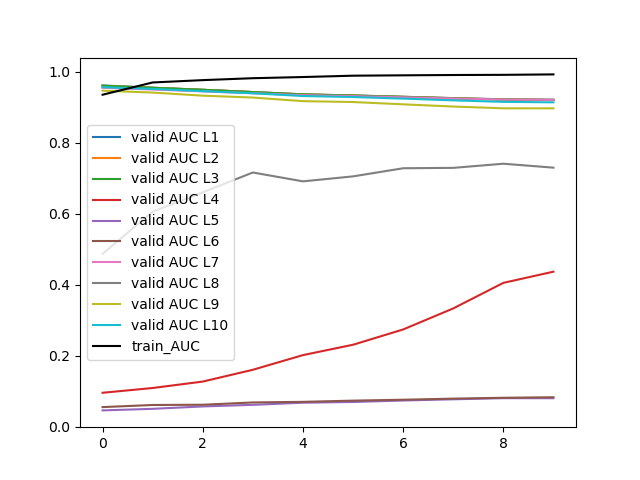 1.0
0.8
0.6
0.4
0.2
0.0
valid AUC L1
valid AUC L2
valid AUC L3
valid AUC L4
valid AUC L5
valid AUC L6
valid AUC L7
valid AUC L8
valid AUC L9
valid AUC L10
train_AUC
0 2 4 6 8